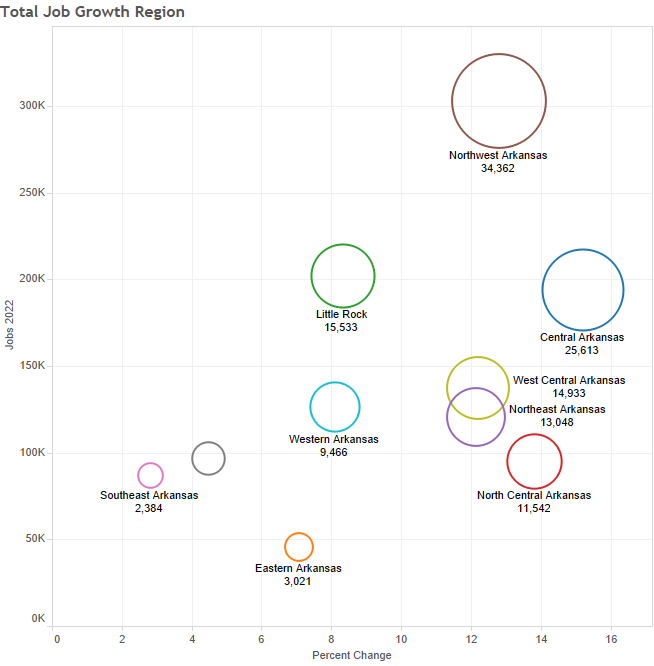 Total Job Growth Region
300K
Northwest Arkansas
34,362
250K
200K
Little Rock
15,533
Central Arkansas
25,613
Jobs 2022
150K
West Central Arkansas
14,933
Northeast Arkansas
13,048
Western Arkansas
9,466
100K
Southeast Arkansas
2,384
North Central Arkansas
11,542
50K
Eastern Arkansas
3,021
0K
0 2 4 6 8 10 12 14 16
Percent Change